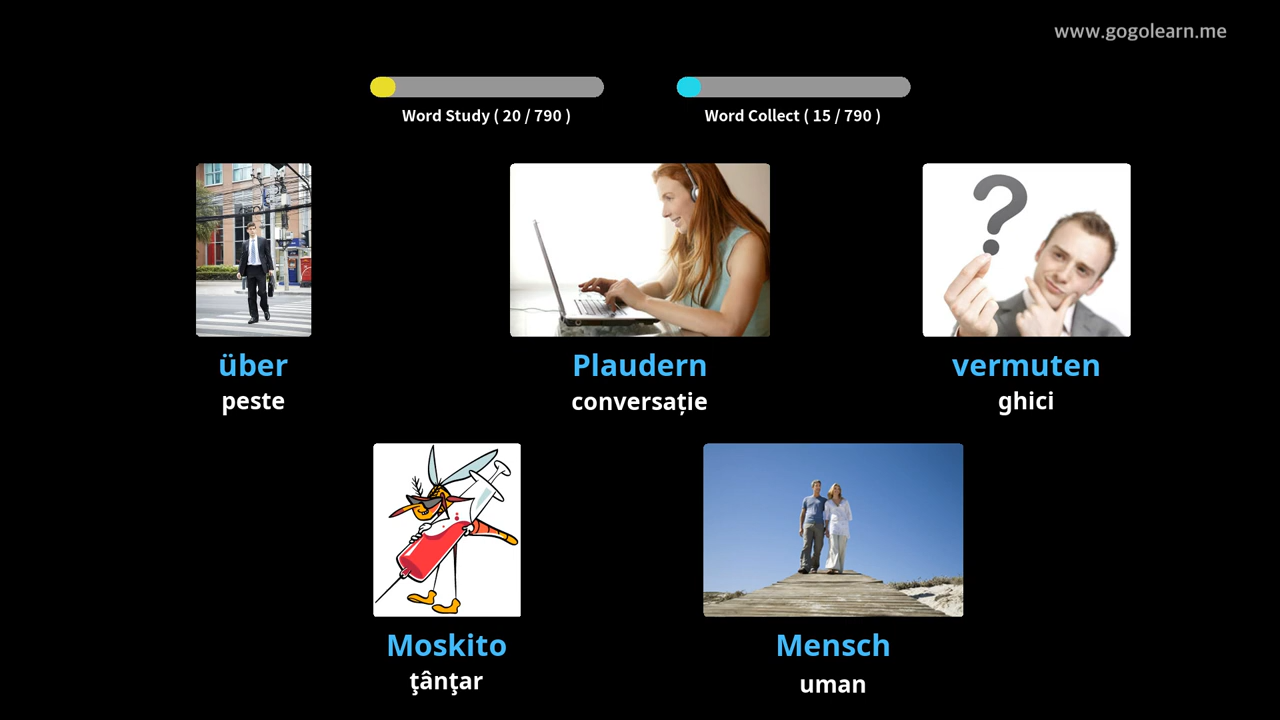 www.gogolearn.me
Word Study ( 20 / 790 )
Word Collect ( 15 / 790 )
über
peste
Plaudern
conversație
vermuten
ghici
Moskito
ţânţar
Mensch
uman